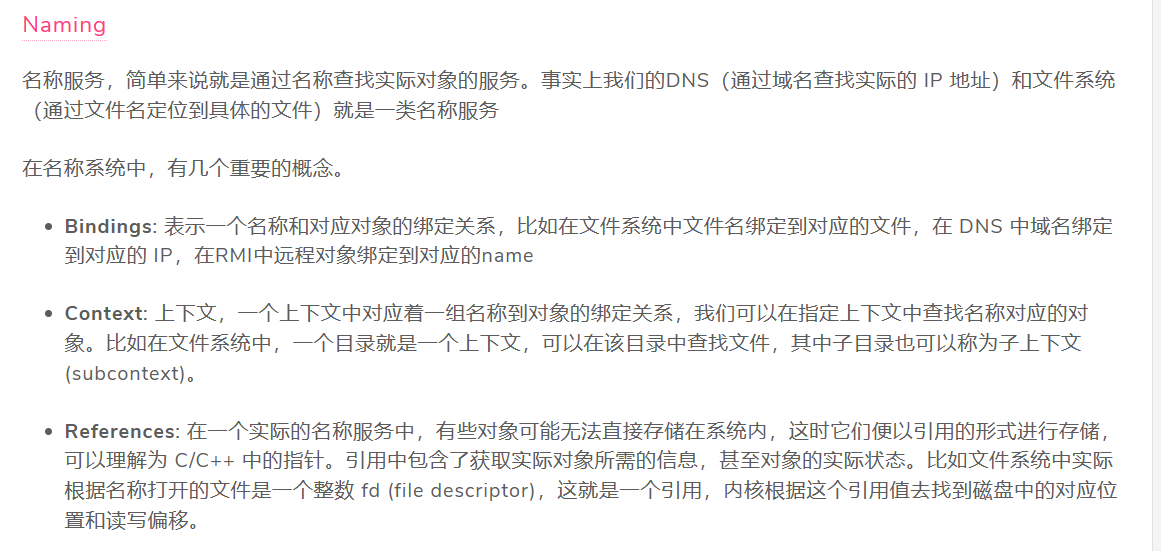 Naming
名称服务，简单来说就是通过名称查找实际对象的服务。事实上我们的DNS（通过域名查找实际的 IP 地址）和文件系统
（通过文件名定位到具体的文件）就是一类名称服务
在名称系统中，有几个重要的概念。
Bindings: 表示一个名称和对应对象的绑定关系，比如在文件系统中文件名绑定到对应的文件，在 DNS 中域名绑定
到对应的 IP，在RMI中远程对象绑定到对应的name
Context: 上下文，一个上下文中对应着一组名称到对象的绑定关系，我们可以在指定上下文中查找名称对应的对
象。比如在文件系统中，一个目录就是一个上下文，可以在该目录中查找文件，其中子目录也可以称为子上下文
(subcontext)。
References: 在一个实际的名称服务中，有些对象可能无法直接存储在系统内，这时它们便以引用的形式进行存储，
可以理解为 C/C++ 中的指针。引用中包含了获取实际对象所需的信息，甚至对象的实际状态。比如文件系统中实际
根据名称打开的文件是一个整数 fd (file descriptor)，这就是一个引用，内核根据这个引用值去找到磁盘中的对应位
置和读写偏移。